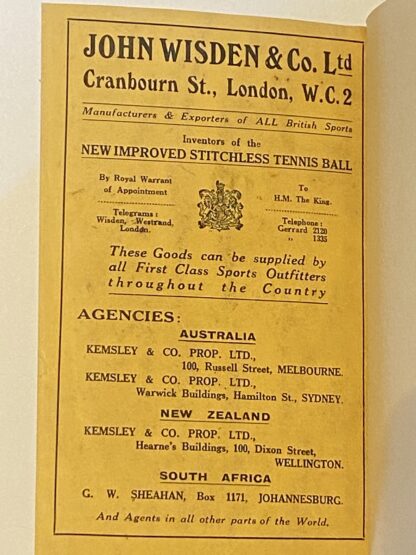 JOHN WISDEN & Co. Ltd
Cranbourn St., London, W.C.2
Manufacturers & Exporters of ALL British Sports
Inventors of the
NEW IMPROVED STITCHLESS TENNIS BALL
By Royal Warrant
of Appointment
To
H.M. The King.
Telegrams :
Wisden, Westrand,
London.
Telephone :
Gerrard 2120
" 1335
These Goods can be supplied by
all First Class Sports Outfitters
throughout the Country
AGENCIES:
AUSTRALIA
KEMSLEY & CO. PROP. LTD.,
100, Russell Street, MELBOURNE.
KEMSLEY & CO. PROP. LTD.,
Warwick Buildings, Hamilton St., SYDNEY.
NEW ZEALAND
KEMSLEY & CO. PROP. LTD.,
Hearne's Buildings, 100, Dixon Street,
WELLINGTON.
SOUTH AFRICA
G. W. SHEAHAN, Box 1171, JOHANNESBURG.
And Agents in all other parts of the World.